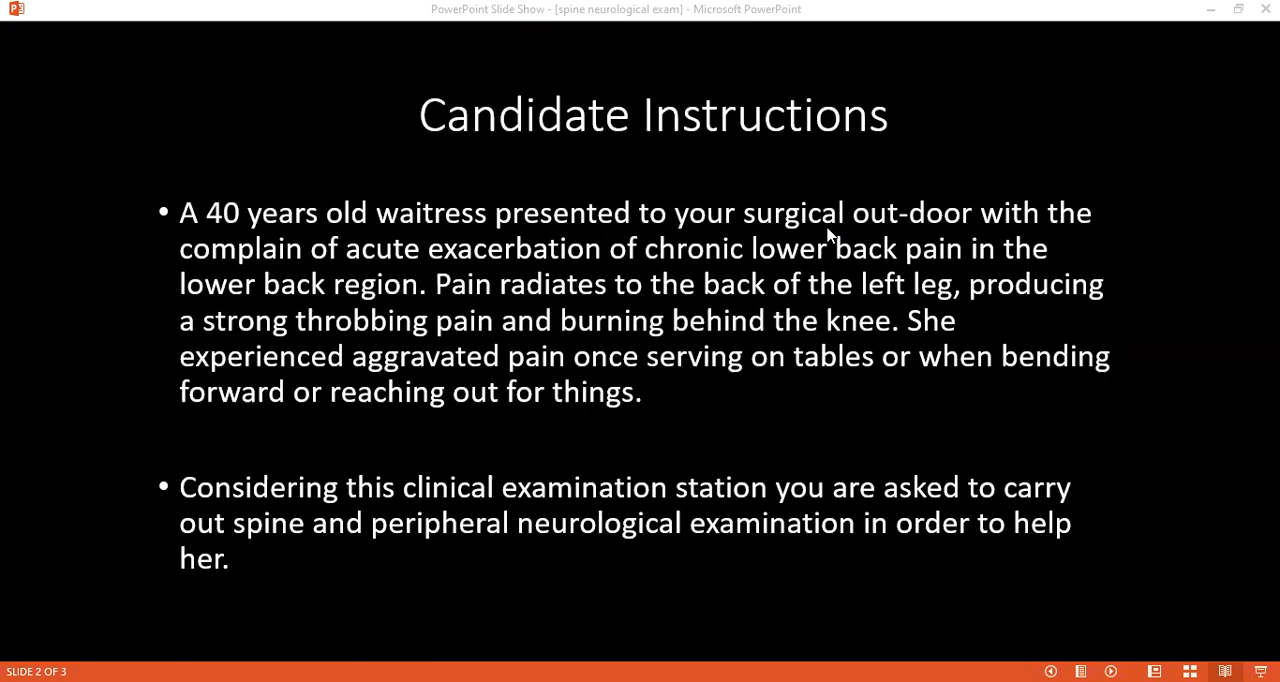 PowerPoint Slide Show - [spine neurological exam] - Microsoft PowerPoint
Candidate Instructions
• A 40 years old waitress presented to your surgical out-door with the
complain of acute exacerbation of chronic lower back pain in the
lower back region. Pain radiates to the back of the left leg, producing
a strong throbbing pain and burning behind the knee. She
experienced aggravated pain once serving on tables or when bending
forward or reaching out for things.
• Considering this clinical examination station you are asked to carry
out spine and peripheral neurological examination in order to help
her.
SLIDE 2 OF 3